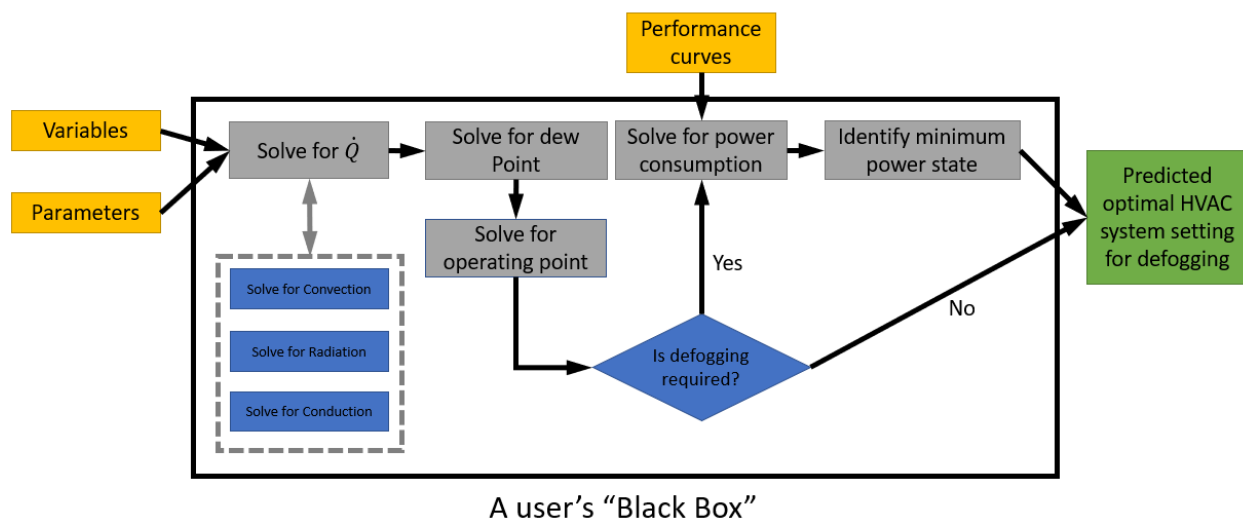 Performance
curves
Variables
Parameters
Solve for Q̇
Solve for dew
Point
Solve for power
consumption
Identify minimum
power state
Predicted
optimal HVAC
system setting
for defogging
Solve for
operating point
Yes
No
Solve for Convection
Solve for Radiation
Solve for Conduction
Is defogging
required?
A user’s “Black Box”